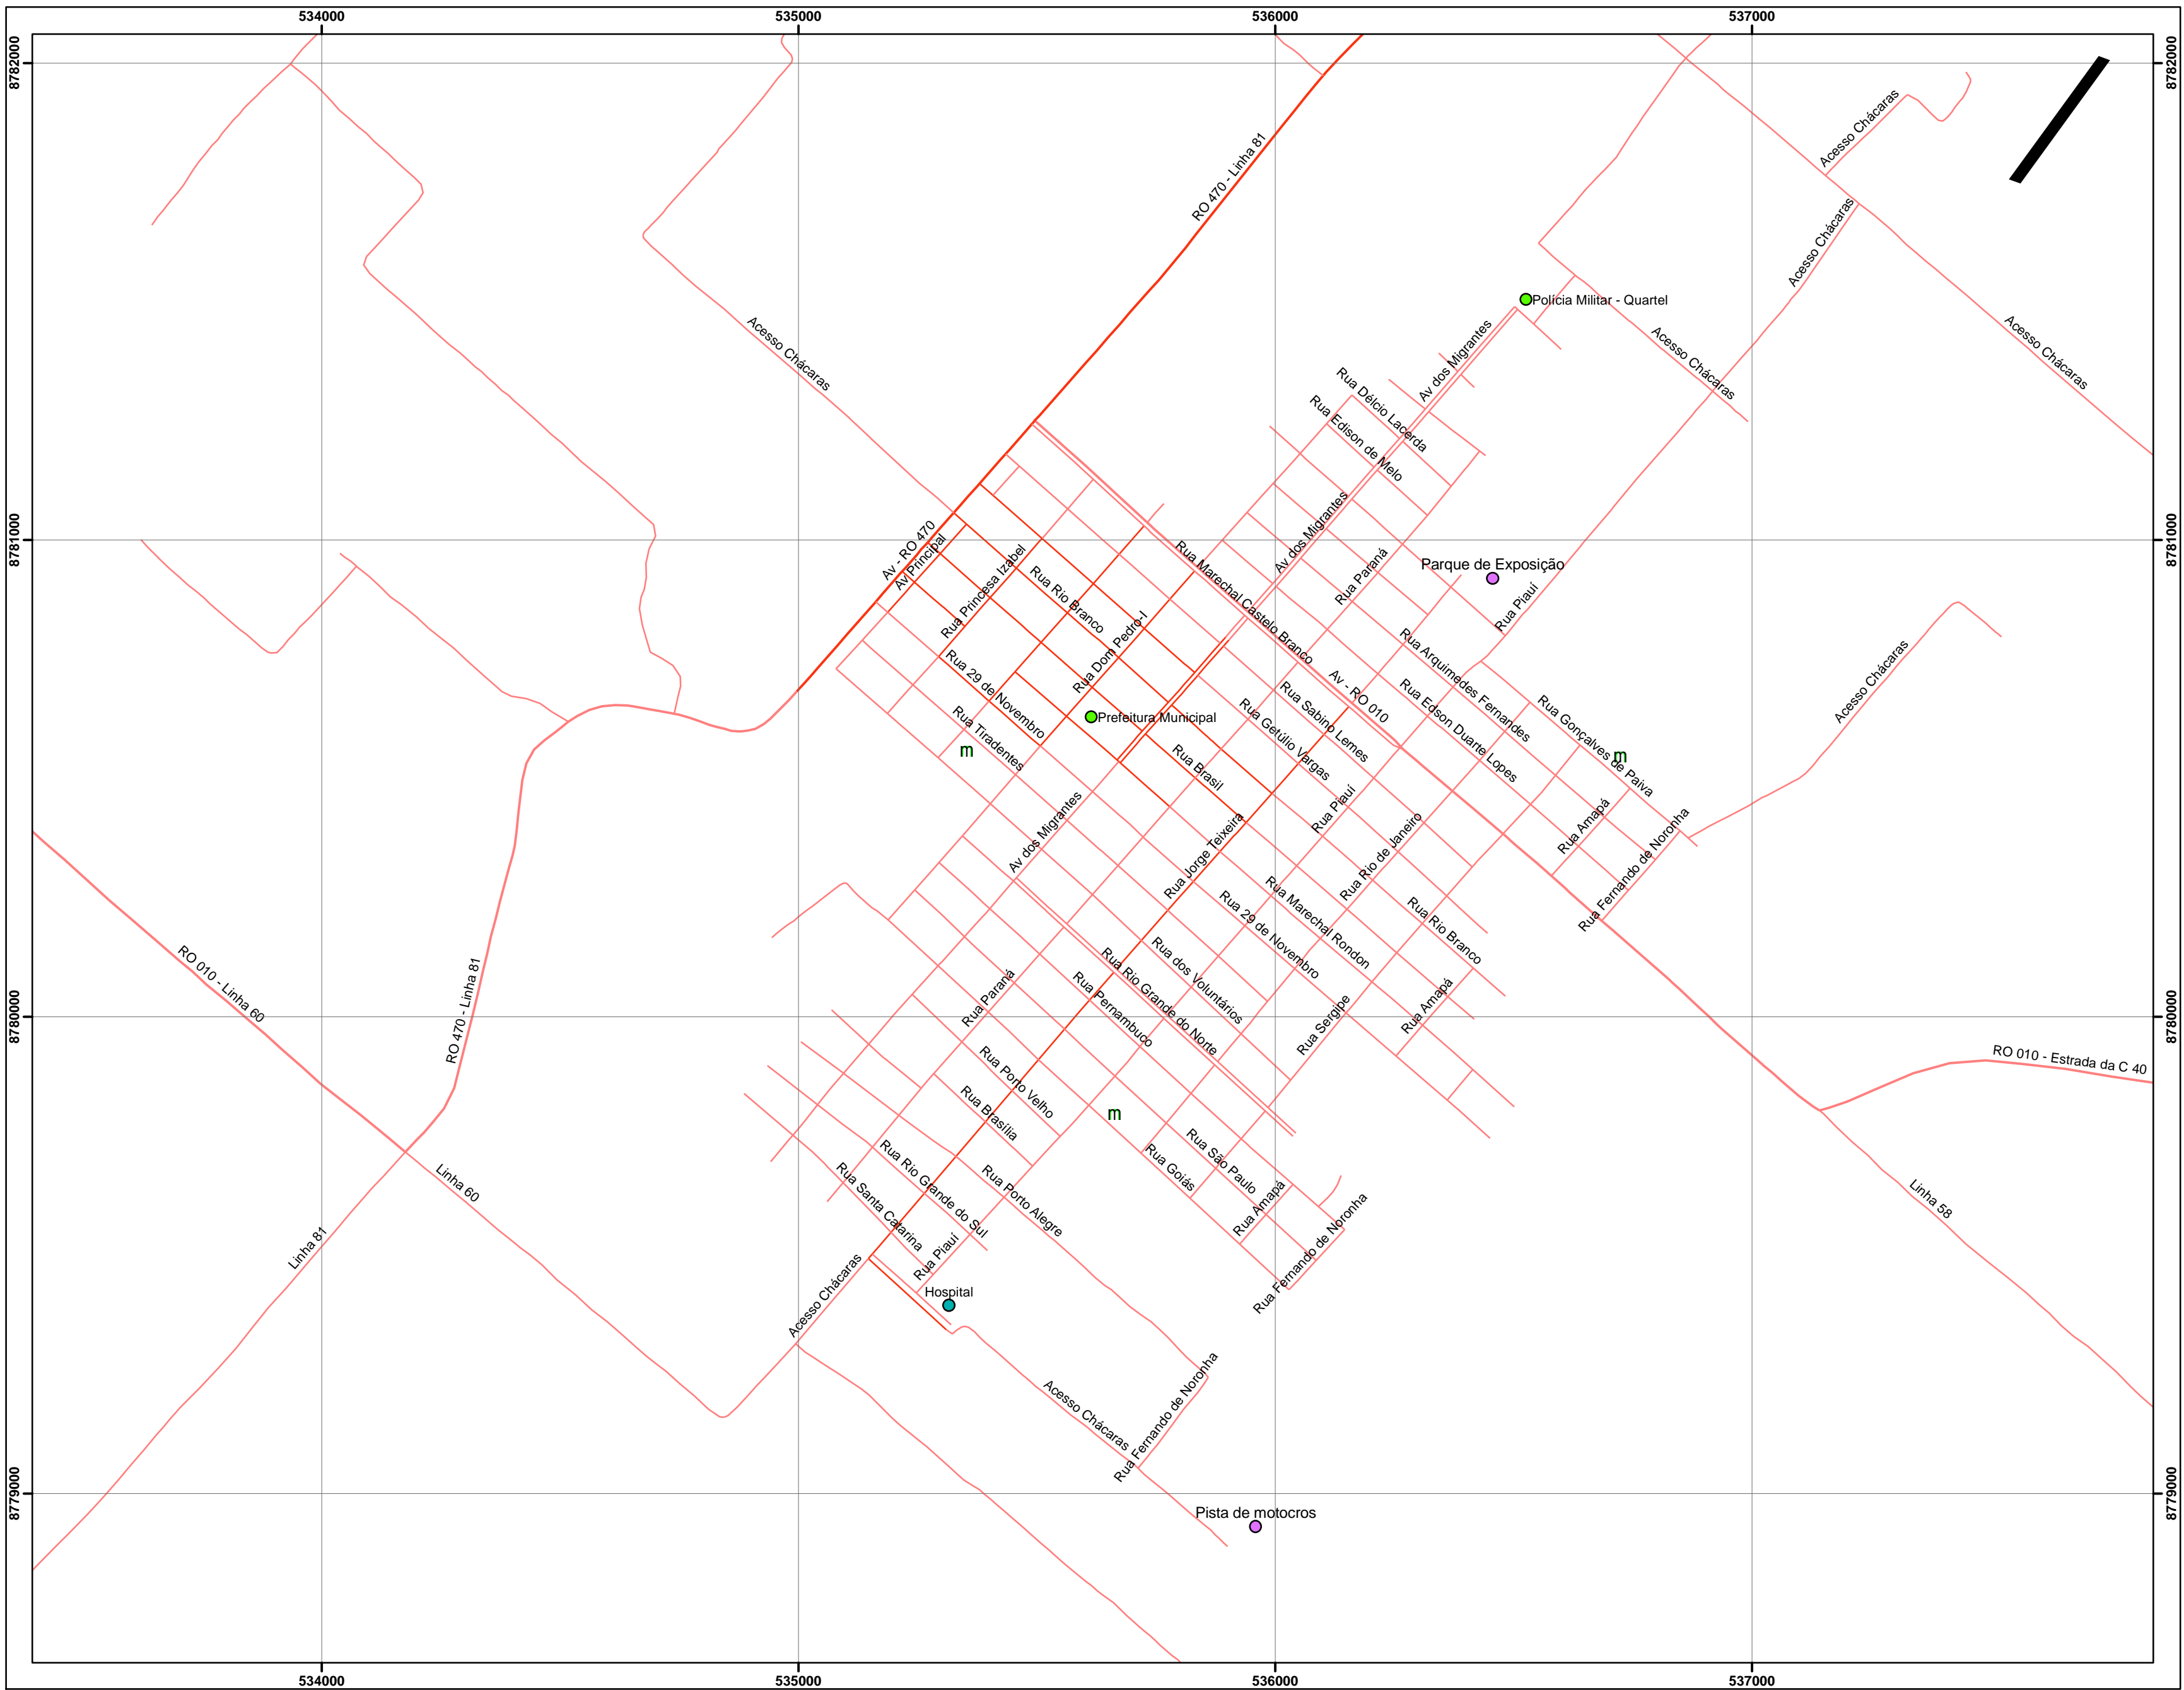 534000
535000
536000
537000
8782000
8782000
Acesso Chácaras
RO 470 - Linha 81
Acesso Chácaras
Polícia Militar - Quartel
Acesso Chácaras
Acesso Chácaras
Av dos Migrantes
Acesso Chácaras
Rua Délcio Lacerda
Rua Edison de Melo
8781000
8781000
Av - RO 470
Av Principal
Av dos Migrantes
Rua Marechal Castelo Branco
Parque de Exposição
Rua Paraná
Rua Princesa Izabel
Rua Rio Branco
Rua Piauí
Rua Dom Pedro-I
Rua 29 de Novembro
Rua Arquimedes Fernandes
Acesso Chácaras
Av - RO 010
Rua Sabino Lemes
Rua Edson Duarte Lopes
Rua Gonçalves de Paiva
Prefeitura Municipal
Rua Getúlio Vargas
Rua Tiradentes
m
m
Rua Brasil
Rua Piauí
Rua Amapá
Av dos Migrantes
Rua Jorge Teixeira
Rua Rio de Janeiro
Rua Fernando de Noronha
Rua Marechal Rondon
Rua 29 de Novembro
Rua Rio Branco
RO 010 - Linha 60
RO 470 - Linha 81
Rua dos Voluntários
Rua Rio Grande do Norte
Rua Pernambuco
Rua Paraná
Rua Sergipe
Rua Amapá
8780000
8780000
RO 010 - Estrada da C 40
Rua Porto Velho
Rua Brasília
m
Rua São Paulo
Rua Goiás
Rua Rio Grande do Sul
Rua Porto Alegre
Rua Santa Catarina
Rua Amapá
Rua Fernando de Noronha
Linha 60
Linha 58
Linha 81
Rua Piauí
Acesso Chácaras
Hospital
Acesso Chácaras
Rua Fernando de Noronha
8779000
8779000
Pista de motocros
534000
535000
536000
537000